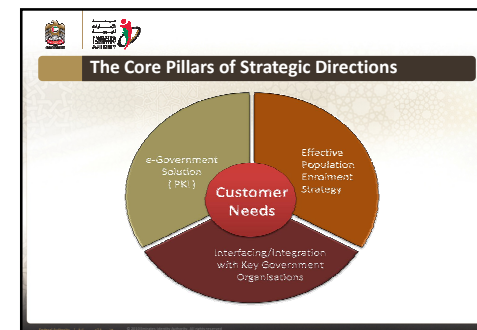 The Core Pillars of Strategic Directions
e-Government
Solution
(PKI)
Effective
Population
Enrolment
Strategy
Customer
Needs
Interfacing/Integration
with Key Government
Organisations